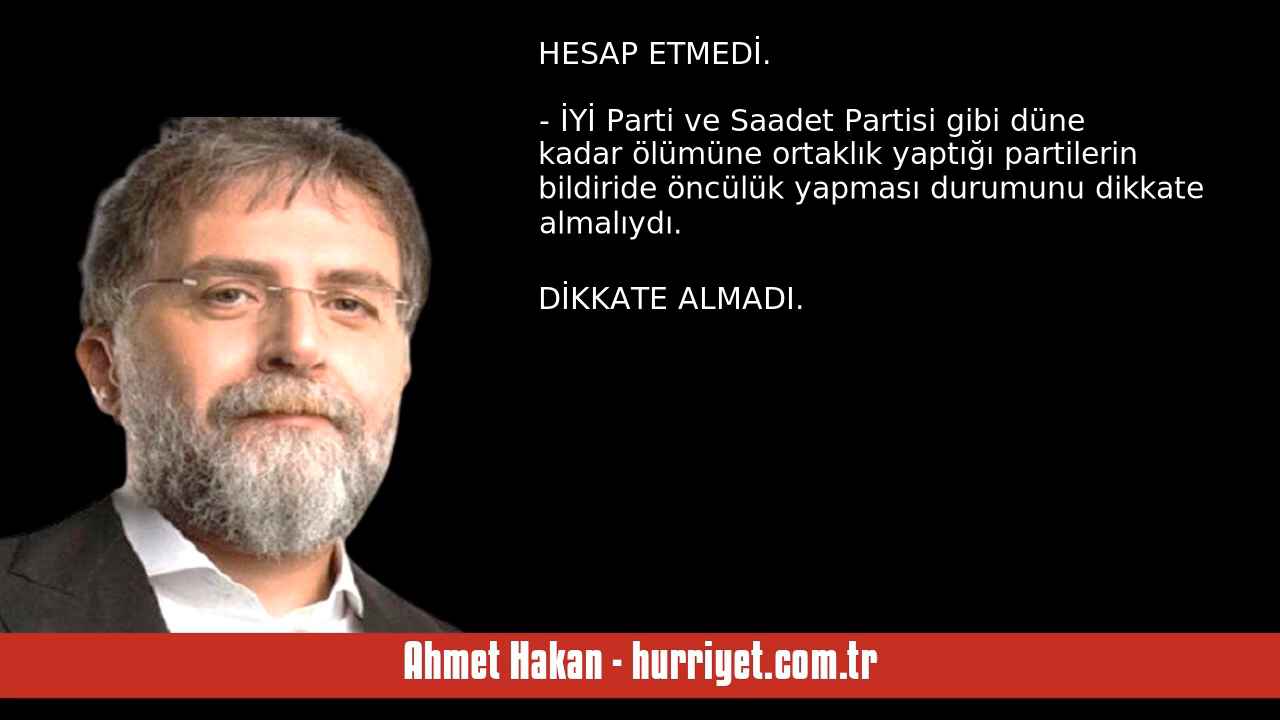 HESAP ETMEDİ.
- İYİ Parti ve Saadet Partisi gibi düne
kadar ölümüne ortaklık yaptığı partilerin
bildiride öncülük yapması durumunu dikkate
almalıydı.
DİKKATE ALMADI.
Ahmet Hakan - hurriyet.com.tr